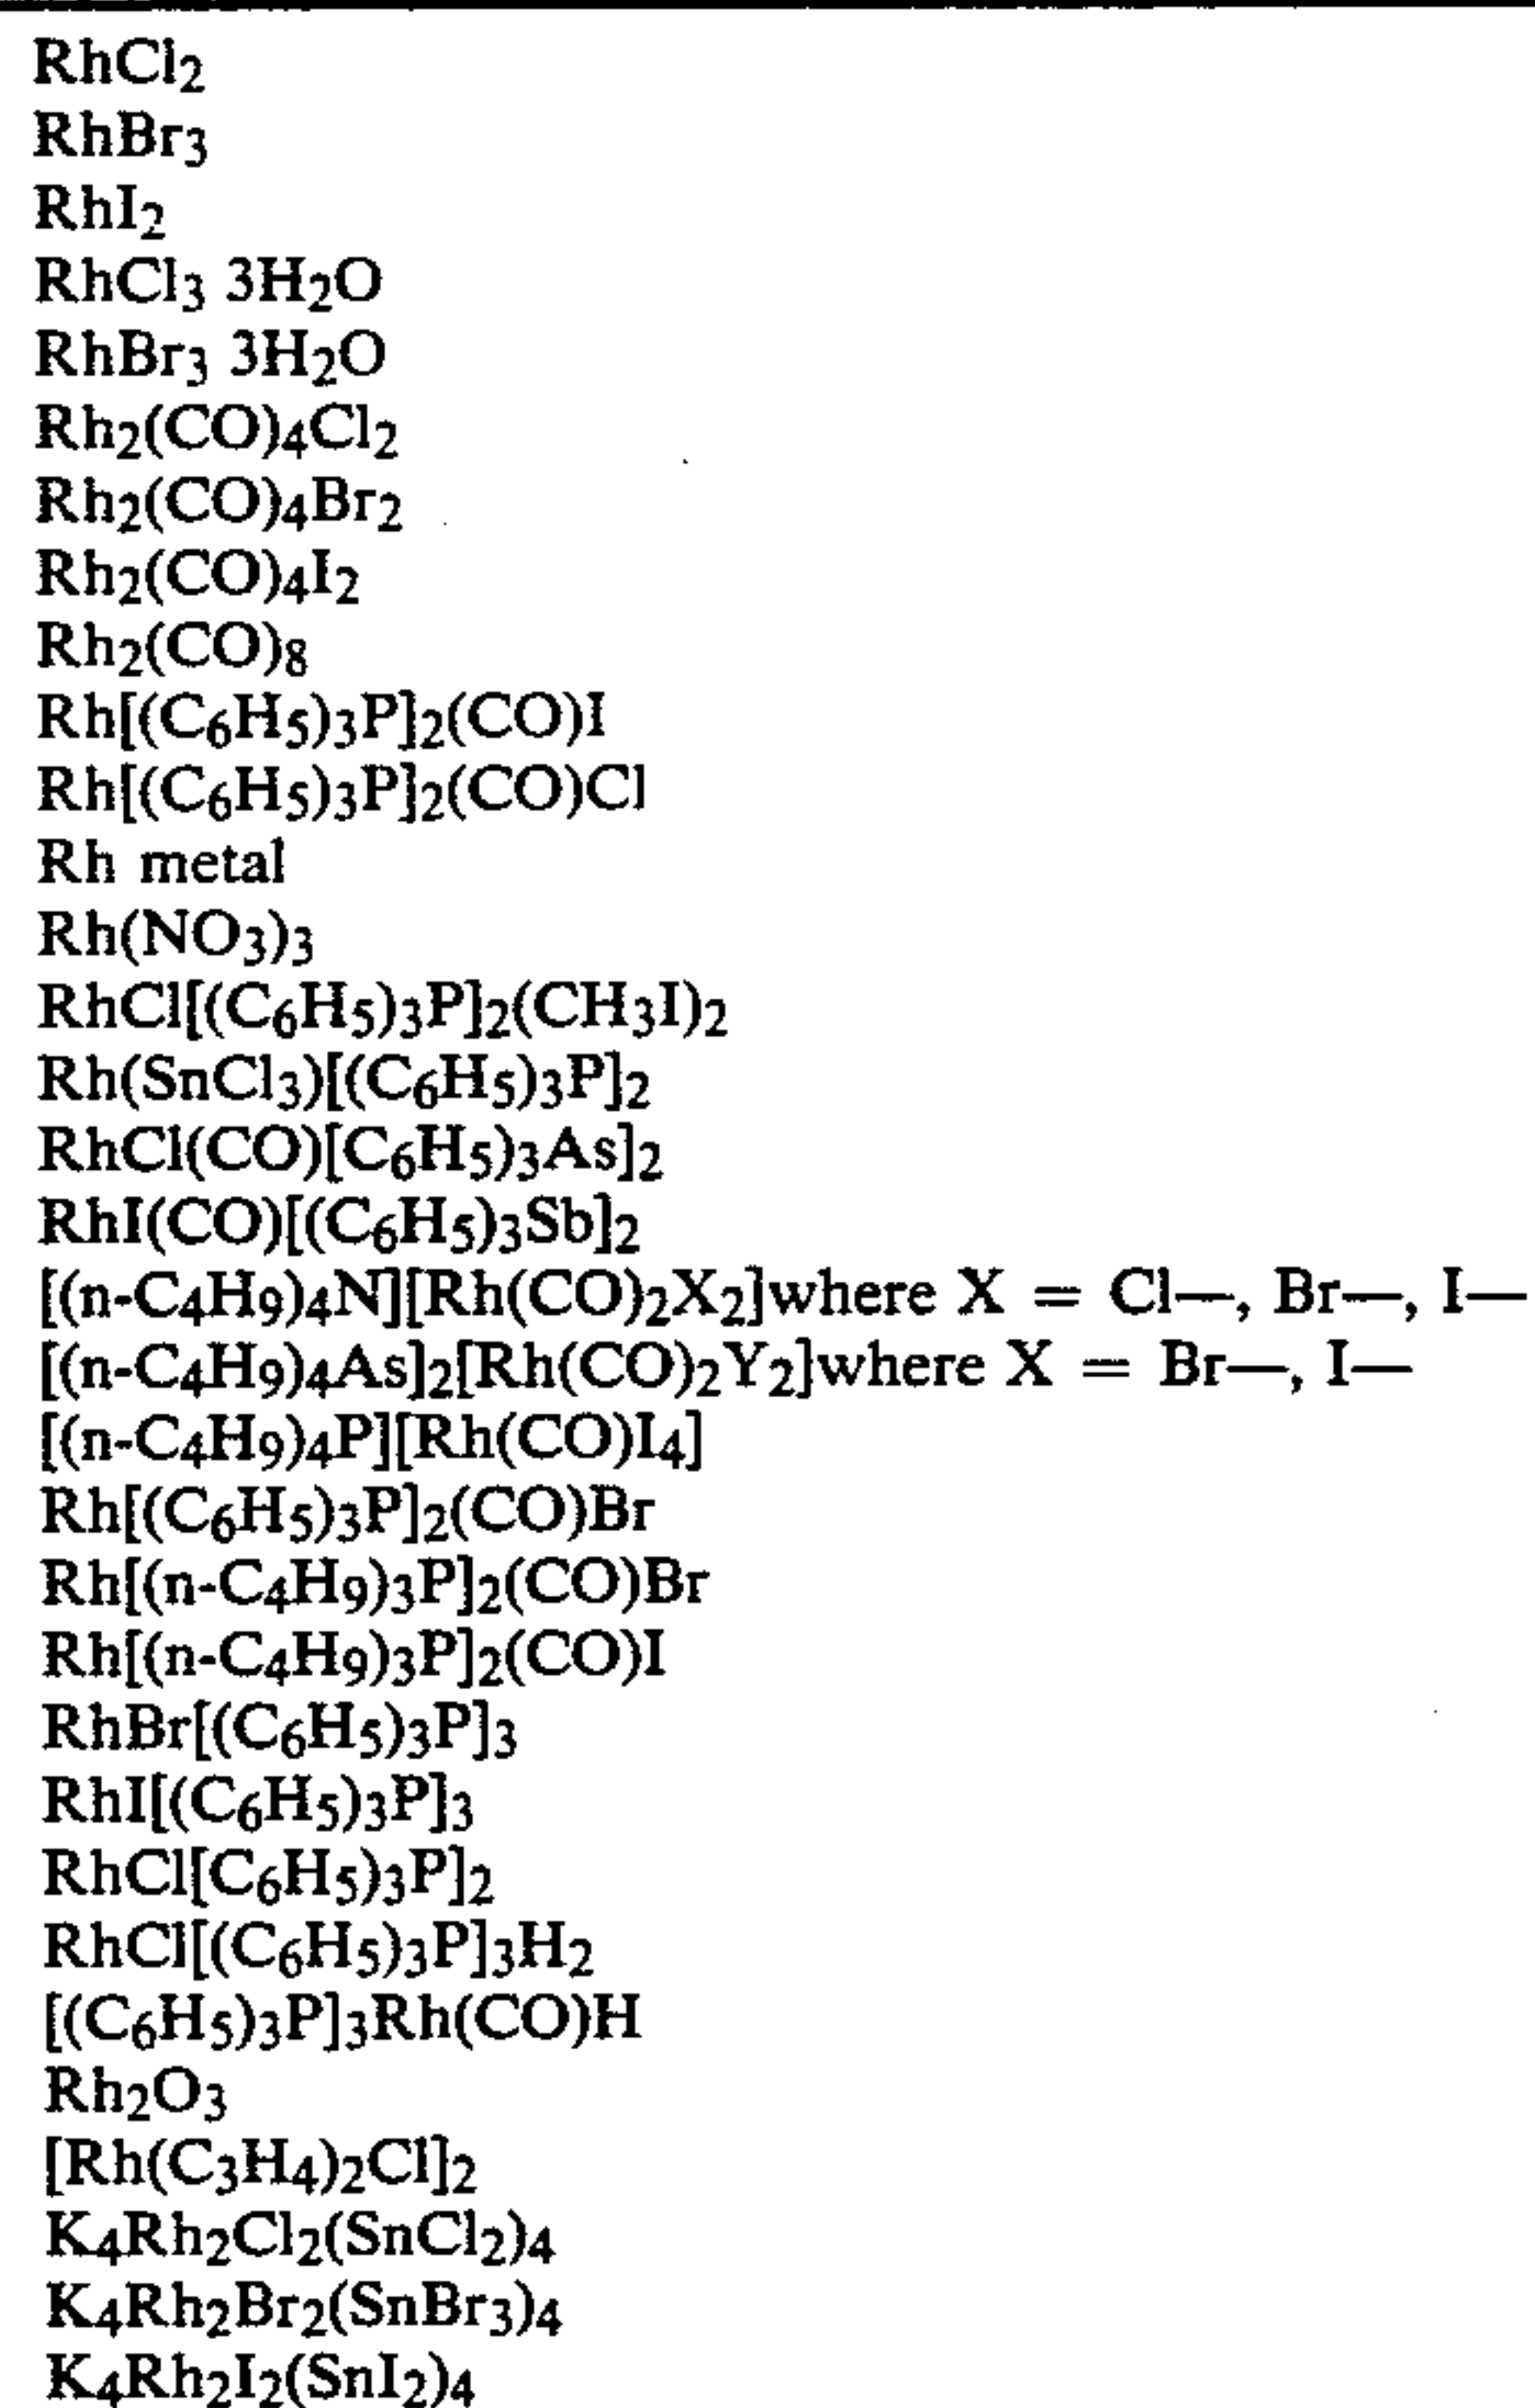 RhCl₂
RhBr₃
RhI₂
RhCl₃ 3H₂O
RhBr₃ 3H₂O
Rh₂(CO)₄Cl₂
Rh₂(CO)₄Br₂
Rh₂(CO)₄I₂
Rh₂(CO)₈
Rh[(C₆H₅)₃P]₂(CO)I
Rh[(C₆H₅)₃P]₂(CO)Cl
Rh metal
Rh(NO₃)₃
RhCl[(C₆H₅)₃P]₂(CH₃I)₂
Rh(SnCl₃)[(C₆H₅)₃P]₂
RhCl(CO)[C₆H₅)₃As]₂
RhI(CO)[(C₆H₅)₃Sb]₂
[(n-C₄H₉)₄N][Rh(CO)₂X₂]where X = Cl—, Br—, I—
[(n-C₄H₉)₄As]₂[Rh(CO)₂Y₂]where X = Br—, I—
[(n-C₄H₉)₄P][Rh(CO)I₄]
Rh[(C₆H₅)₃P]₂(CO)Br
Rh[(n-C₄H₉)₃P]₂(CO)Br
Rh[(n-C₄H₉)₃P]₂(CO)I
RhBr[(C₆H₅)₃P]₃
RhI[(C₆H₅)₃P]₃
RhCl[C₆H₅)₃P]₂
RhCl[(C₆H₅)₃P]₃H₂
[(C₆H₅)₃P]₃Rh(CO)H
Rh₂O₃
[Rh(C₃H₄)₂Cl]₂
K₄Rh₂Cl₂(SnCl₂)₄
K₄Rh₂Br₂(SnBr₃)₄
K₄Rh₂I₂(SnI₂)₄